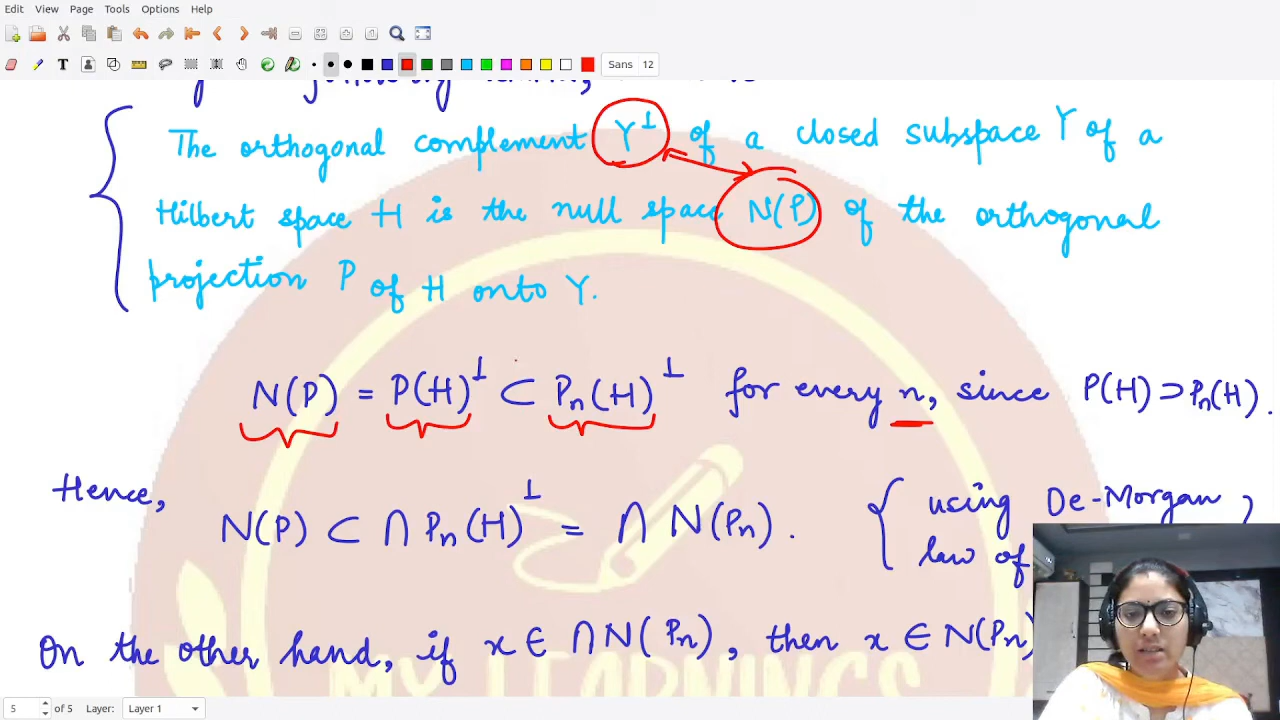 Edit View Page Tools Options Help
Sans 12
The orthogonal complement Y⊥ of a closed subspace Y of a
Hilbert space H is the null space N(P) of the orthogonal
projection P of H onto Y.
N(P) = P(H)⊥ ⊂ Pn(H)⊥ for every n, since P(H) ⊃ Pn(H).
Hence,
N(P) ⊂ ∩ Pn(H)⊥ = ∩ N(Pn). { using De-Morgan
law of
On the other hand, if x ∈ ∩ N(Pn), then x ∈ N(Pn)
MY LEARNINGS
5 of 5 Layer: Layer 1